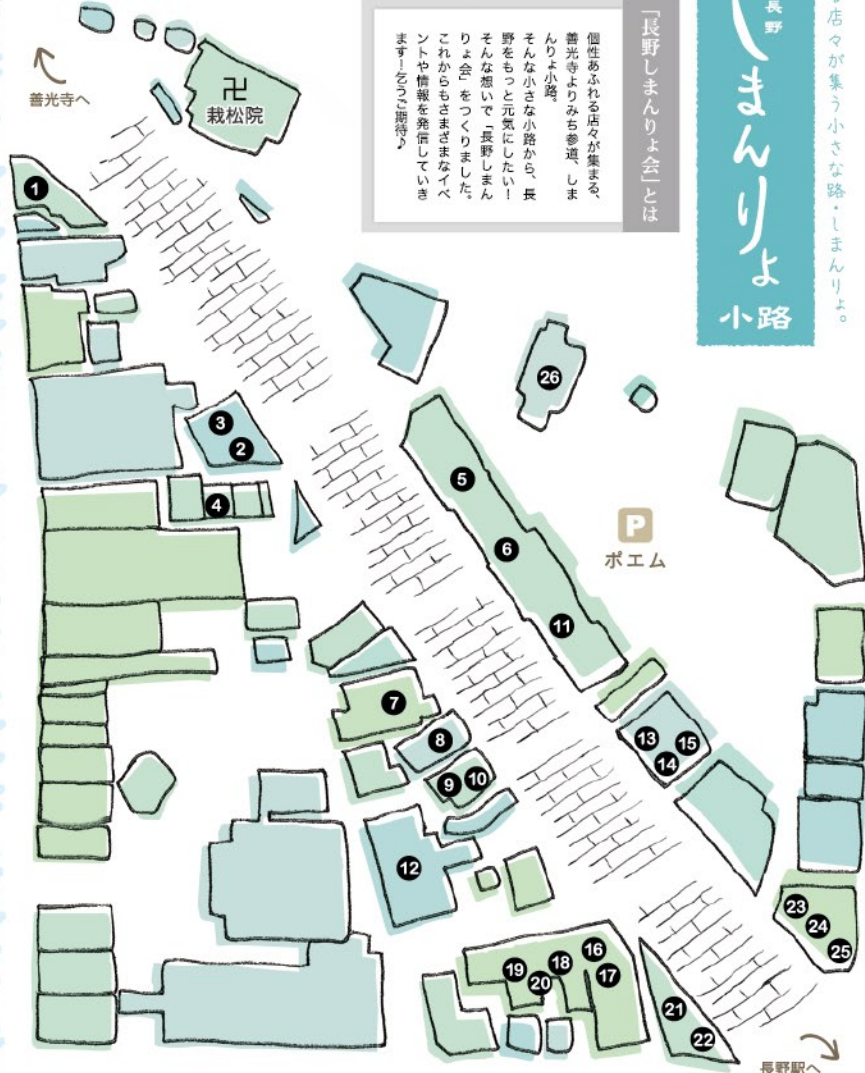 る店々が集う小さな路・しまんりょ。
長野
しまんりょ
小路
「長野しまんりょ会」とは
個性あふれる店々が集まる、
善光寺よりみち参道、しま
んりょ小路。
そんな小さな小路から、長
野をもっと元気にしたい！
そんな想いで「長野しまん
りょ会」をつくりました。
これからもさまざまなイベ
ントや情報を発信していき
ます！乞うご期待♪
善光寺へ
卍
栽松院
1
26
3
2
5
4
6
P
ポエム
11
7
8
13
15
14
9
10
12
23
24
25
16
18
19
17
20
21
22
長野駅へ